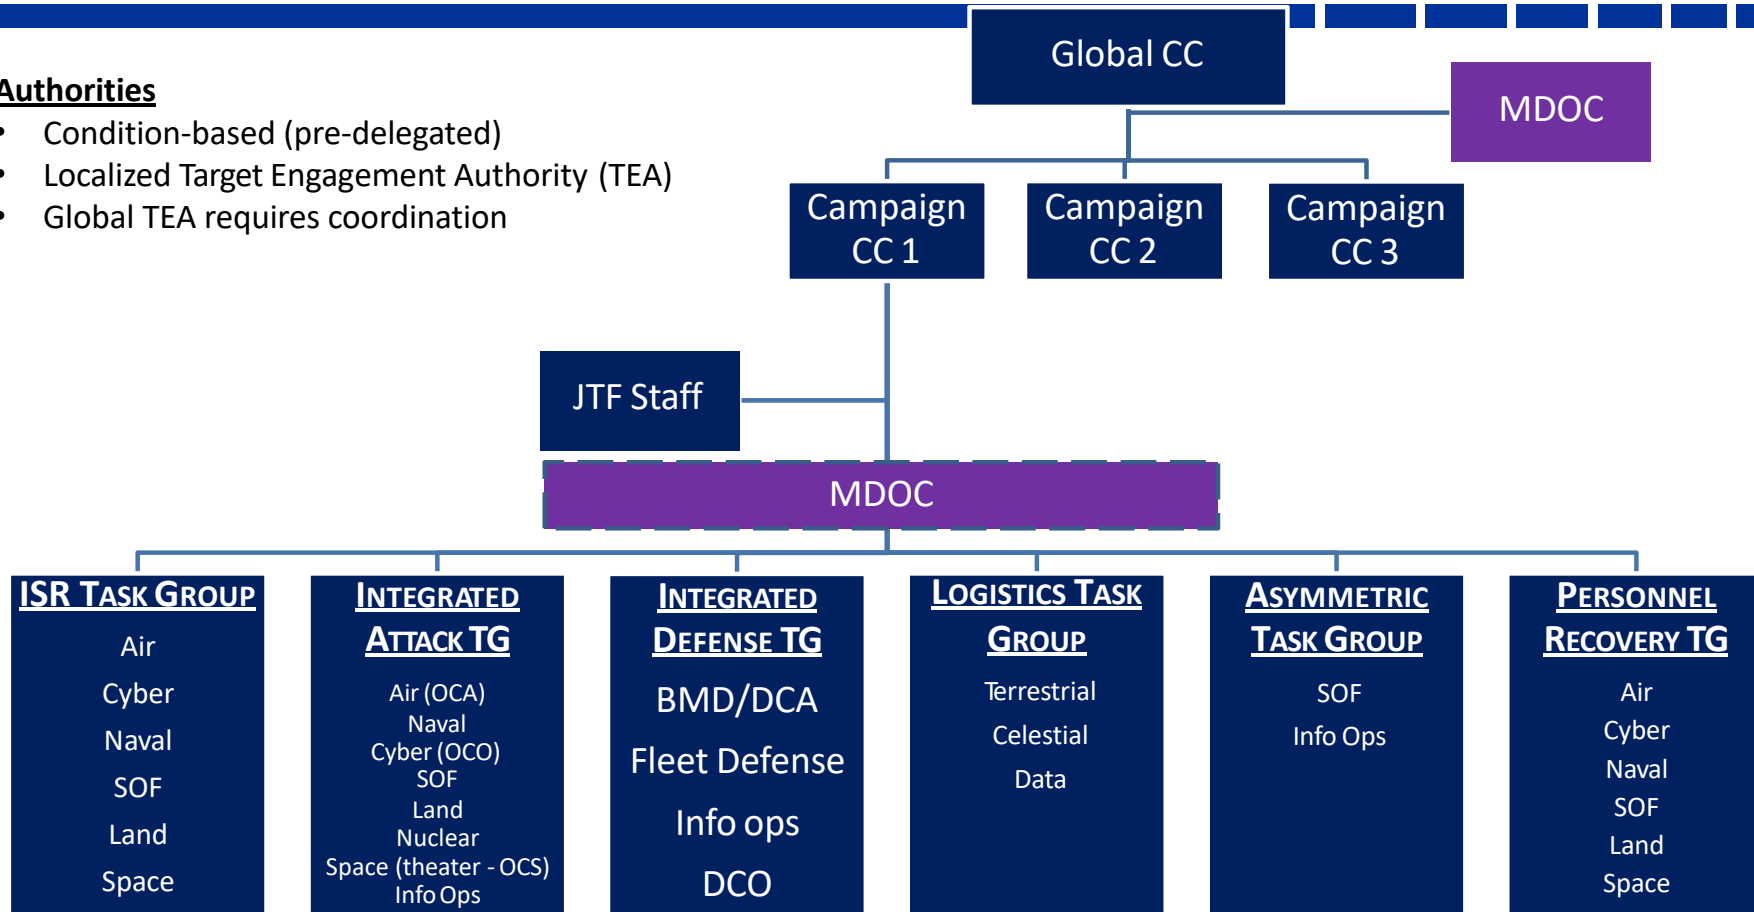 Global CC
MDOC
Authorities
• Condition-based (pre-delegated)
• Localized Target Engagement Authority (TEA)
• Global TEA requires coordination
Campaign
CC 1
Campaign
CC 2
Campaign
CC 3
JTF Staff
MDOC
ISR TASK GROUP
Air
Cyber
Naval
SOF
Land
Space
INTEGRATED
ATTACK TG
Air (OCA)
Naval
Cyber (OCO)
SOF
Land
Nuclear
Space (theater - OCS)
Info Ops
INTEGRATED
DEFENSE TG
BMD/DCA
Fleet Defense
Info ops
DCO
LOGISTICS TASK
GROUP
Terrestrial
Celestial
Data
ASYMMETRIC
TASK GROUP
SOF
Info Ops
PERSONNEL
RECOVERY TG
Air
Cyber
Naval
SOF
Land
Space